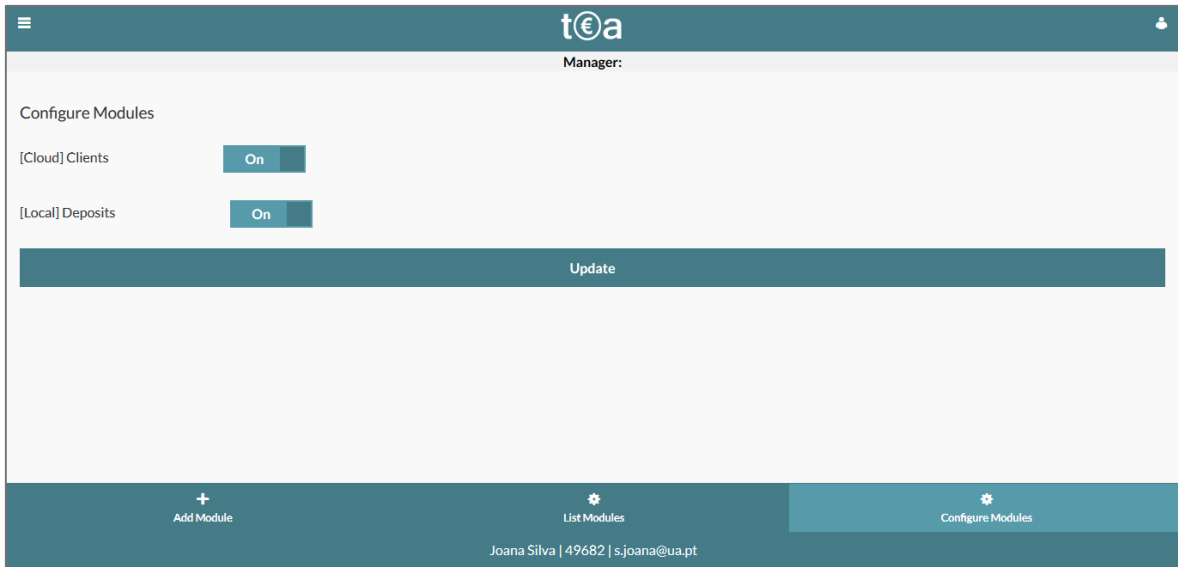 t€a
Manager:
Configure Modules
[Cloud] Clients
On
[Local] Deposits
On
Update
Add Module
List Modules
Configure Modules
Joana Silva | 49682 | s.joana@ua.pt